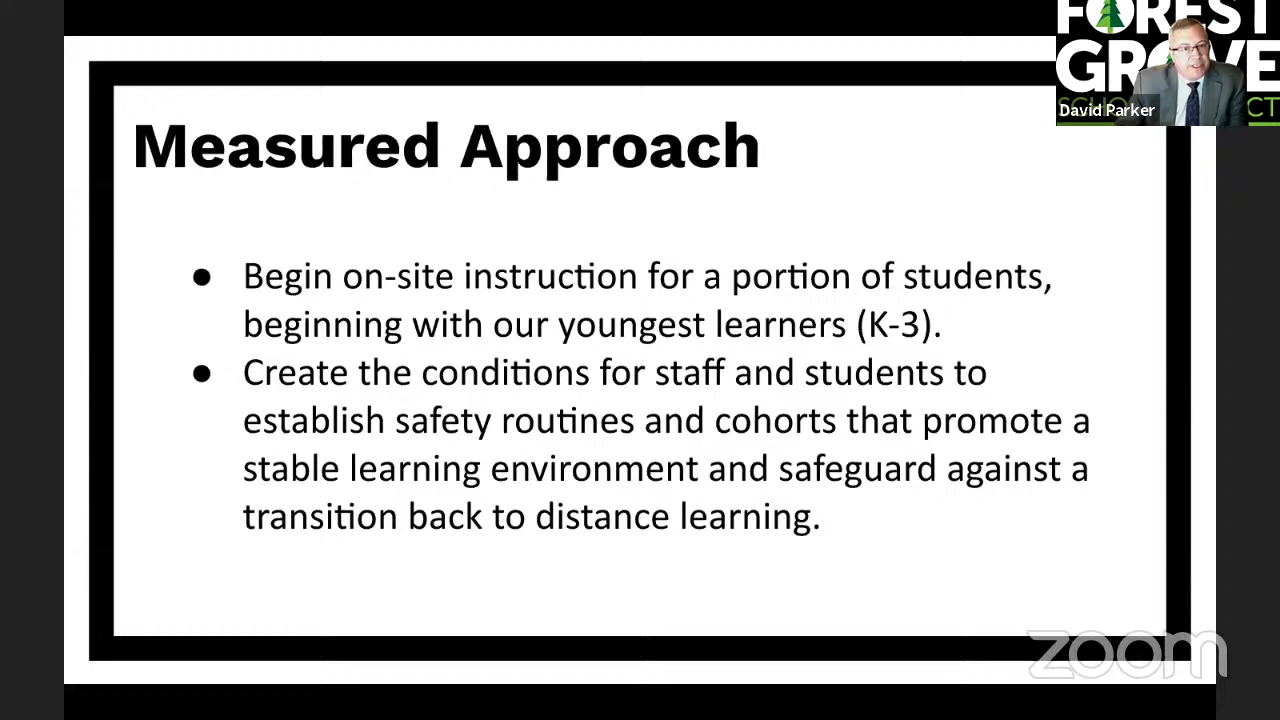 FOREST
GROVE
David Parker
Measured Approach
● Begin on-site instruction for a portion of students,
beginning with our youngest learners (K-3).
● Create the conditions for staff and students to
establish safety routines and cohorts that promote a
stable learning environment and safeguard against a
transition back to distance learning.
zoom